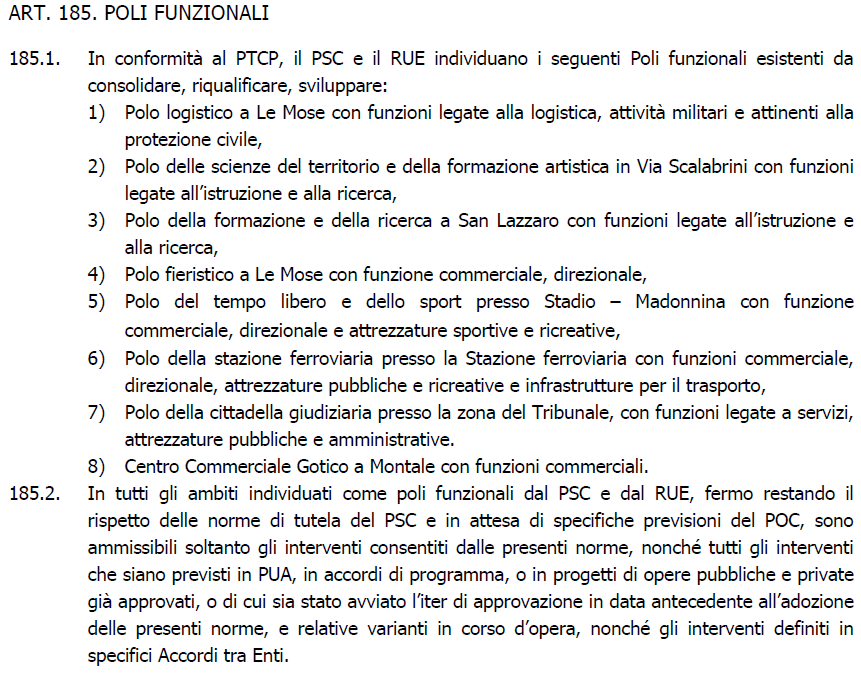 ART. 185. POLI FUNZIONALI
185.1. In conformità al PTCP, il PSC e il RUE individuano i seguenti Poli funzionali esistenti da
consolidare, riqualificare, sviluppare:
1) Polo logistico a Le Mose con funzioni legate alla logistica, attività militari e attinenti alla
protezione civile,
2) Polo delle scienze del territorio e della formazione artistica in Via Scalabrini con funzioni
legate all’istruzione e alla ricerca,
3) Polo della formazione e della ricerca a San Lazzaro con funzioni legate all’istruzione e
alla ricerca,
4) Polo fieristico a Le Mose con funzione commerciale, direzionale,
5) Polo del tempo libero e dello sport presso Stadio – Madonnina con funzione
commerciale, direzionale e attrezzature sportive e ricreative,
6) Polo della stazione ferroviaria presso la Stazione ferroviaria con funzioni commerciale,
direzionale, attrezzature pubbliche e ricreative e infrastrutture per il trasporto,
7) Polo della cittadella giudiziaria presso la zona del Tribunale, con funzioni legate a servizi,
attrezzature pubbliche e amministrative.
8) Centro Commerciale Gotico a Montale con funzioni commerciali.
185.2. In tutti gli ambiti individuati come poli funzionali dal PSC e dal RUE, fermo restando il
rispetto delle norme di tutela del PSC e in attesa di specifiche previsioni del POC, sono
ammissibili soltanto gli interventi consentiti dalle presenti norme, nonché tutti gli interventi
che siano previsti in PUA, in accordi di programma, o in progetti di opere pubbliche e private
già approvati, o di cui sia stato avviato l’iter di approvazione in data antecedente all’adozione
delle presenti norme, e relative varianti in corso d’opera, nonché gli interventi definiti in
specifici Accordi tra Enti.